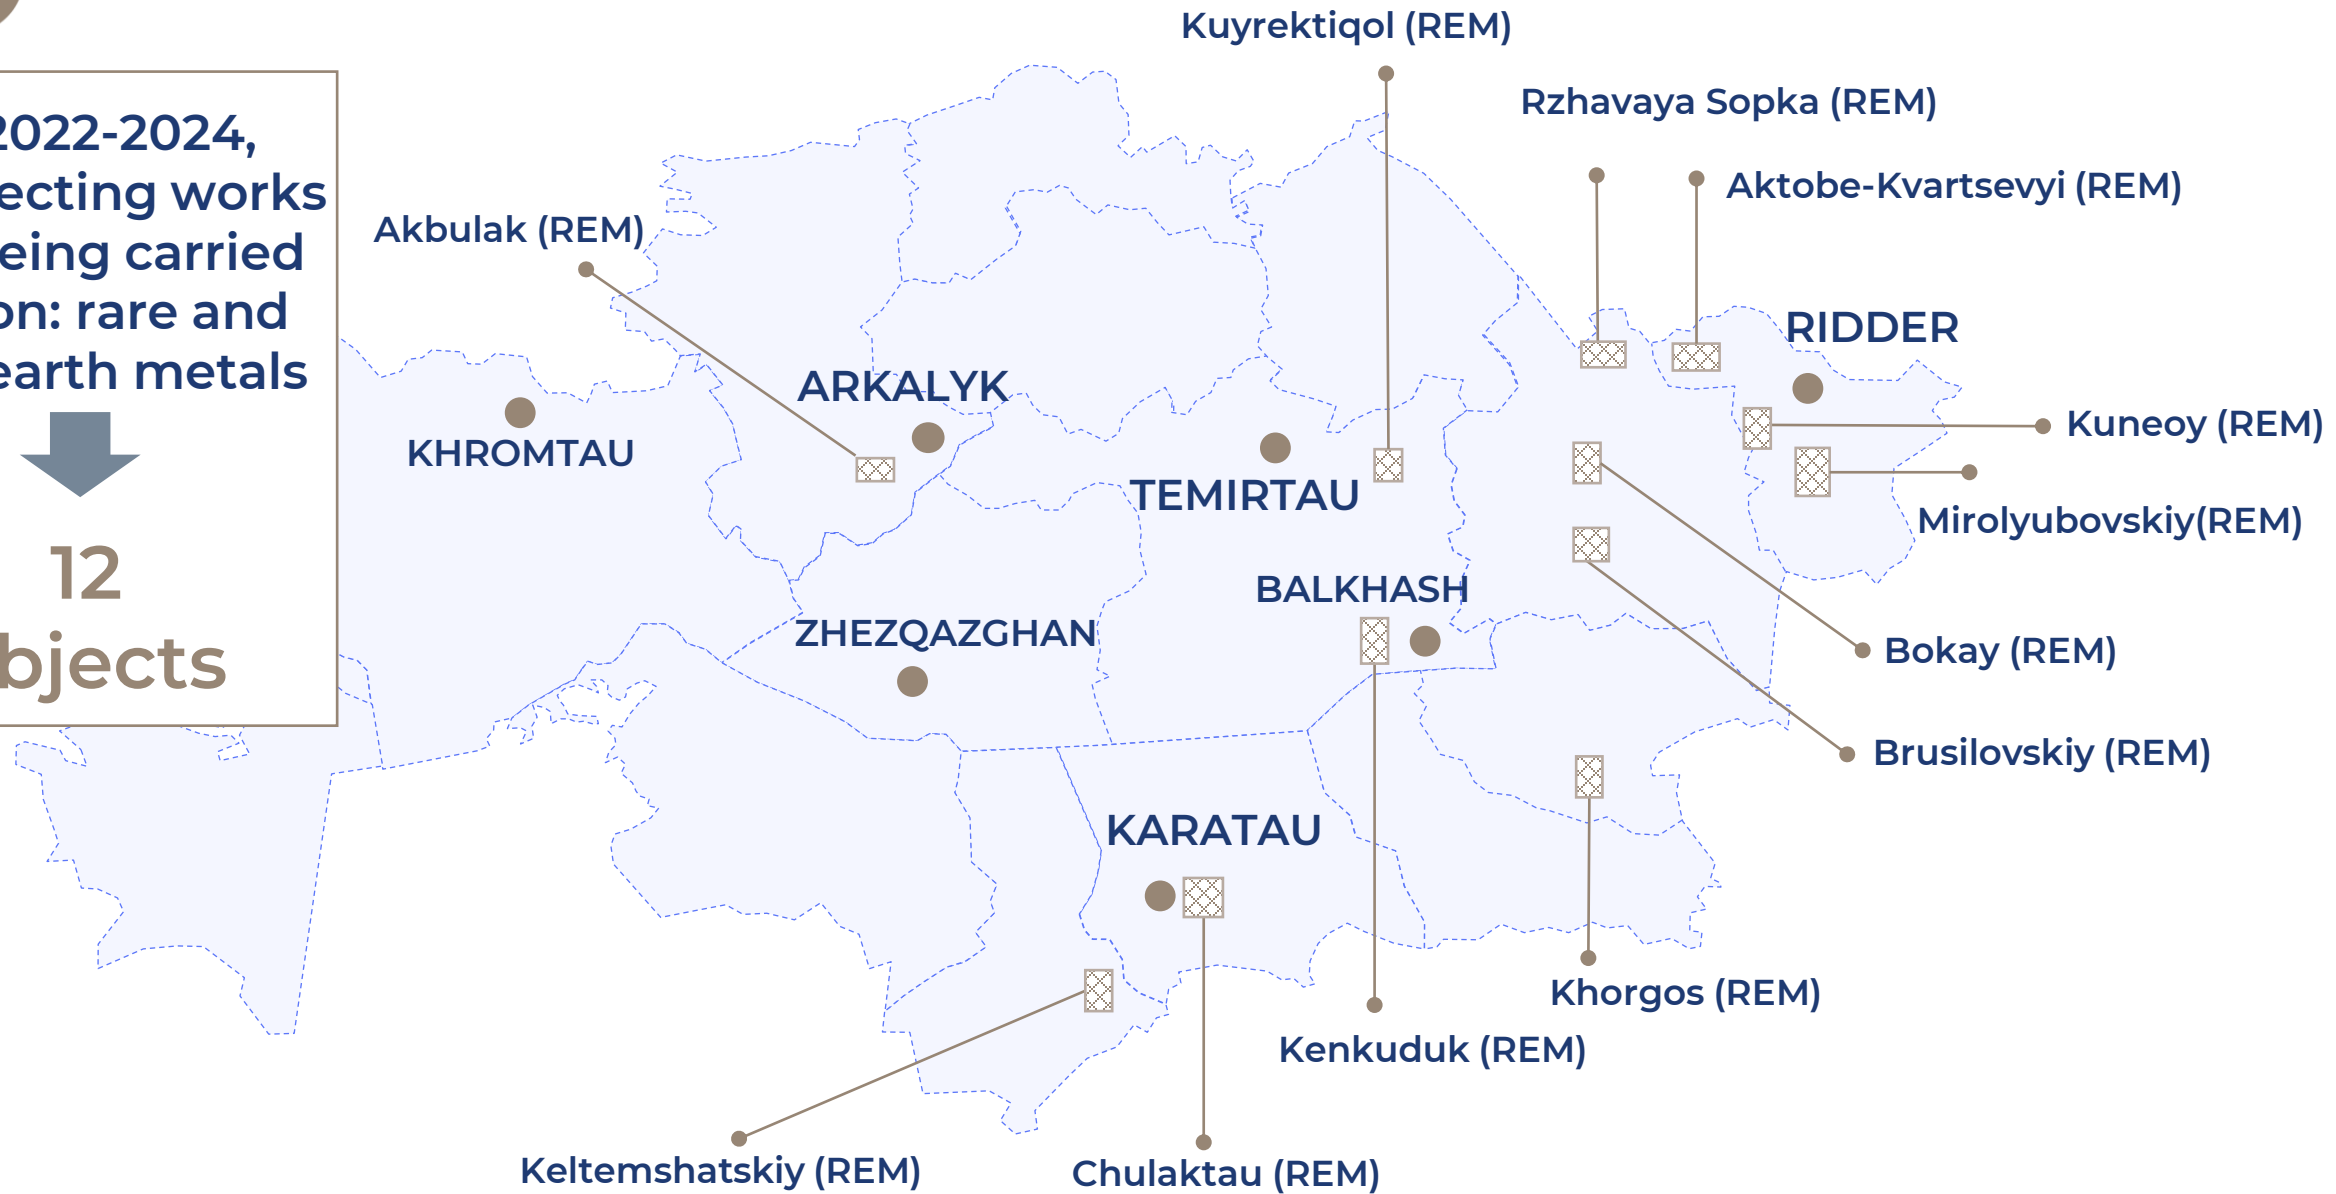 Kuyrektiqol (REM)
Rzhavaya Sopka (REM)
2022-2024,
ecting works
eing carried
on: rare and
earth metals
12
bjects
Aktobe-Kvartsevyi (REM)
Akbulak (REM)
RIDDER
ARKALYK
KHROMTAU
Kuneoy (REM)
TEMIRTAU
Mirolyubovskiy(REM)
BALKHASH
ZHEZQAZGHAN
Bokay (REM)
Brusilovskiy (REM)
KARATAU
Khorgos (REM)
Kenkuduk (REM)
Keltemshatskiy (REM)
Chulaktau (REM)